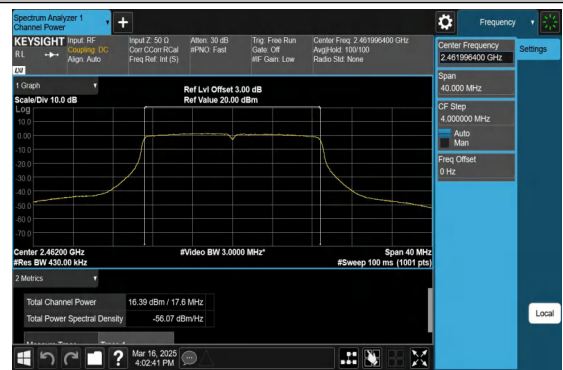 Spectrum Analyzer 1
Channel Power
Frequency
KEYSIGHT
Input: RF
Coupling: DC
Align: Auto
Input Z: 50 Ω
Corr CCorr RCal
Freq Ref: Int (S)
Atten: 30 dB
#PNO: Fast
Trig: Free Run
Gate: Off
#IF Gain: Low
Center Freq: 2.461996400 GHz
Avg|Hold: 100/100
Radio Std: None
R L
LXI
Center Frequency
2.461996400 GHz
Settings
Span
40.000 MHz
CF Step
4.000000 MHz
Auto
Man
Freq Offset
0 Hz
1 Graph
Scale/Div 10.0 dB
Ref Lvl Offset 3.00 dB
Ref Value 20.00 dBm
Log
10.0
0.00
-10.0
-20.0
-30.0
-40.0
-50.0
-60.0
-70.0
Center 2.46200 GHz
#Res BW 430.00 kHz
#Video BW 3.0000 MHz*
Span 40 MHz
#Sweep 100 ms (1001 pts)
2 Metrics
Total Channel Power 16.39 dBm / 17.6 MHz
Total Power Spectral Density -56.07 dBm/Hz
Local
?
Mar 16, 2025
4:02:41 PM